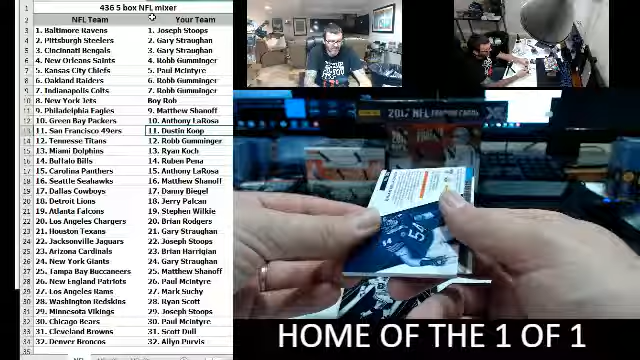 436 5 box NFL mixer
NFL Team Your Team
1. Baltimore Ravens 1. Joseph Stoops
2. Pittsburgh Steelers 2. Gary Straughan
3. Cincinnati Bengals 3. Gary Straughan
4. New Orleans Saints 4. Robb Gumminger
5. Kansas City Chiefs 5. Paul McIntyre
6. Oakland Raiders 6. Robb Gumminger
7. Indianapolis Colts 7. Robb Gumminger
8. New York Jets Boy Rob
9. Philadelphia Eagles 9. Matthew Shanoff
10. Green Bay Packers 10. Anthony LaRosa
11. San Francisco 49ers 11. Dustin Koop
12. Tennesse Titans 12. Robb Gumminger
13. Miami Dolphins 13. Ryan Koch
14. Buffalo Bills 14. Ruben Pena
15. Carolina Panthers 15. Anthony LaRosa
16. Seattle Seahawks 16. Matthew Shanoff
17. Dallas Cowboys 17. Danny Biegel
18. Detroit Lions 18. Jerry Palcan
19. Atlanta Falcons 19. Stephen Wilkie
20. Los Angeles Chargers 20. Brian Rodgers
21. Houston Texans 21. Gary Straughan
22. Jacksonville Jaguars 22. Joseph Stoops
23. Arizona Cardinals 23. Brian Harrigian
24. New York Giants 24. Gary Straughan
25. Tampa Bay Buccaneers 25. Matthew Shanoff
26. New England Patriots 26. Paul McIntyre
27. Los Angeles Rams 27. Mark Suchy
28. Washington Redskins 28. Ryan Scott
29. Minnesota Vikings 29. Joseph Stoops
30. Chicago Bears 30. Paul McIntyre
31. Cleveland Browns 31. Scott Dull
32. Denver Broncos 32. Allyn Purvis
2017 NFL TRADING CARDS
54
HOME OF THE 1 OF 1